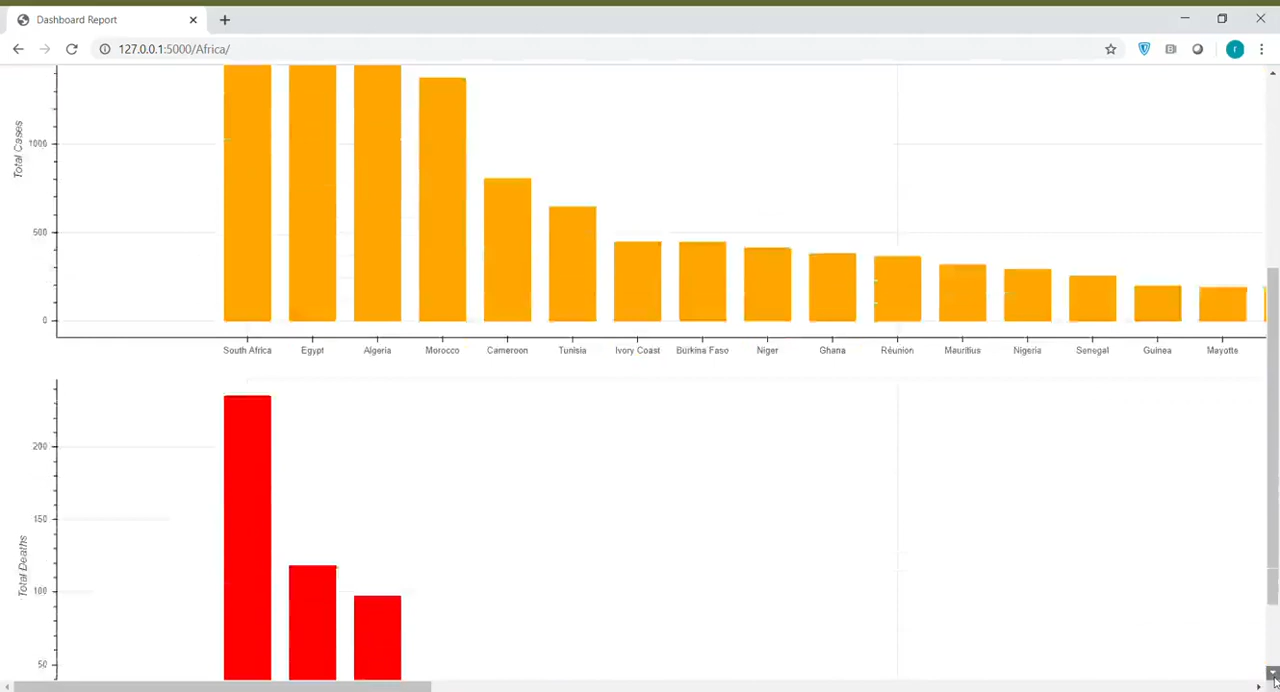 Dashboard Report
127.0.0.1:5000/Africa/
r
Total Cases
1000
500
0
South Africa Egypt Algeria Morocco Cameroon Tunisia Ivory Coast Burkina Faso Niger Ghana Réunion Mauritius Nigeria Senegal Guinea Mayotte
Total Deaths
200
150
100
50